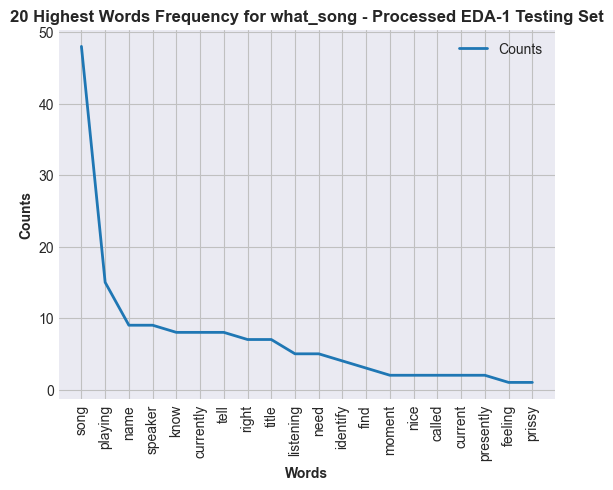 20 Highest Words Frequency for what_song - Processed EDA-1 Testing Set
Counts
50
40
30
20
10
0
Counts
song
playing
name
speaker
know
currently
tell
right
title
listening
need
identify
find
moment
nice
called
current
presently
feeling
prissy
Words